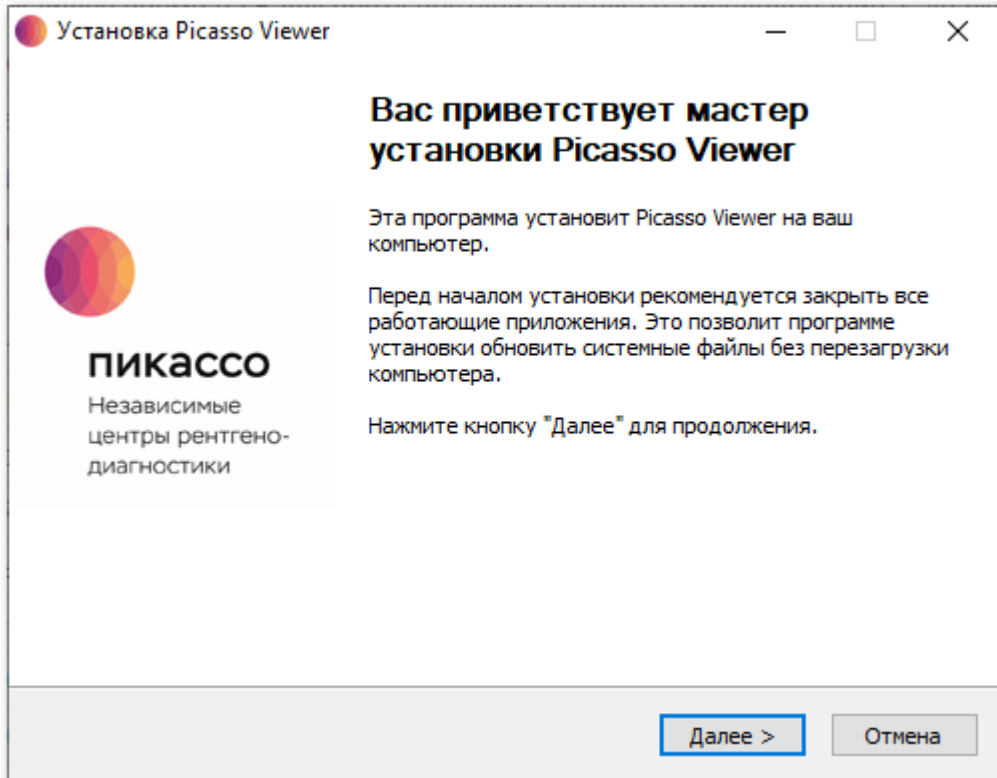 Установка Picasso Viewer
Вас приветствует мастер
установки Picasso Viewer
Эта программа установит Picasso Viewer на ваш
компьютер.
Перед началом установки рекомендуется закрыть все
работающие приложения. Это позволит программе
установки обновить системные файлы без перезагрузки
компьютера.
Нажмите кнопку "Далее" для продолжения.
пикассо
Независимые
центры рентгено-
диагностики
Далее >
Отмена